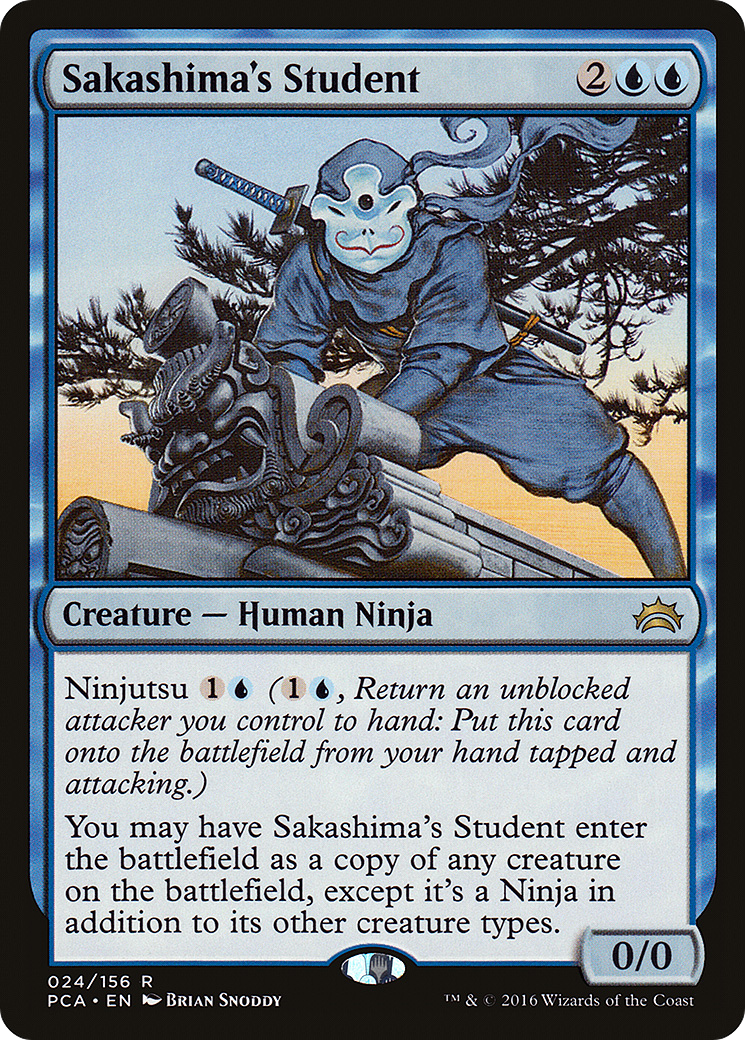 Sakashima's Student 2
Creature — Human Ninja
Ninjutsu 1 (1, Return an unblocked
attacker you control to hand: Put this card
onto the battlefield from your hand tapped and
attacking.)
You may have Sakashima's Student enter
the battlefield as a copy of any creature
on the battlefield, except it's a Ninja in
addition to its other creature types.
0/0
024/156 R
PCA • EN Brian Snoddy ™ & © 2016 Wizards of the Coast